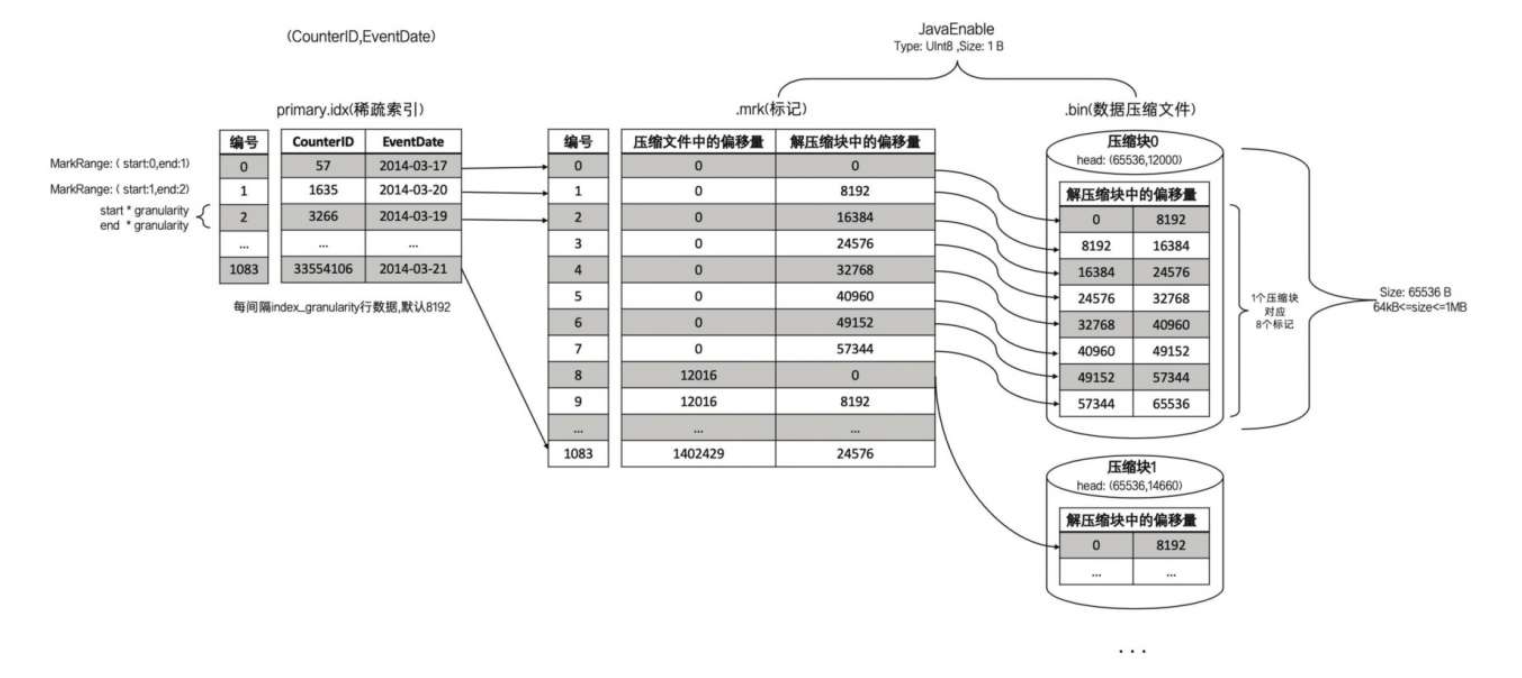 (CounterID,EventDate)
JavaEnable
Type: UInt8 ,Size: 1 B
primary.idx(稀疏索引)
.mrk(标记)
.bin(数据压缩文件)
编号 CounterID EventDate
MarkRange: ( start:0,end:1) 0 57 2014-03-17
MarkRange: ( start:1,end:2) 1 1635 2014-03-20
start * granularity
end * granularity
2 3266 2014-03-19
... ... ...
1083 33554106 2014-03-21
每间隔index_granularity行数据,默认8192
编号 压缩文件中的偏移量 解压缩块中的偏移量
0 0 0
1 0 8192
2 0 16384
3 0 24576
4 0 32768
5 0 40960
6 0 49152
7 0 57344
8 12016 0
9 12016 8192
... ... ...
1083 1402429 24576
压缩块0
head: (65536,12000)
解压缩块中的偏移量
0 8192
8192 16384
16384 24576
24576 32768
32768 40960
40960 49152
49152 57344
57344 65536
1个压缩块
对应
8个标记
Size: 65536 B
64kB<=size<=1MB
压缩块1
head: (65536,14660)
解压缩块中的偏移量
0 8192
... ...
...